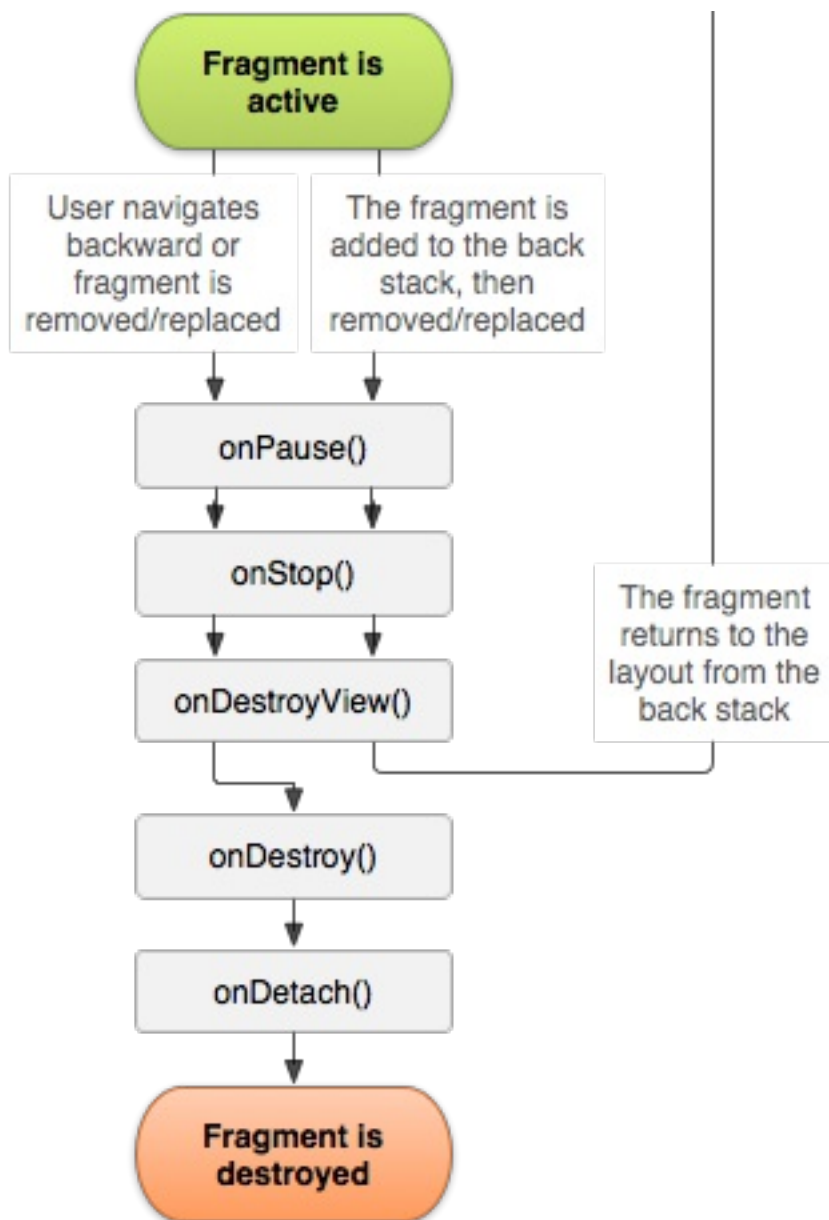 Fragment is
active
User navigates
backward or
fragment is
removed/replaced
The fragment is
added to the back
stack, then
removed/replaced
onPause()
onStop()
The fragment
returns to the
layout from the
back stack
onDestroyView()
onDestroy()
onDetach()
Fragment is
destroyed